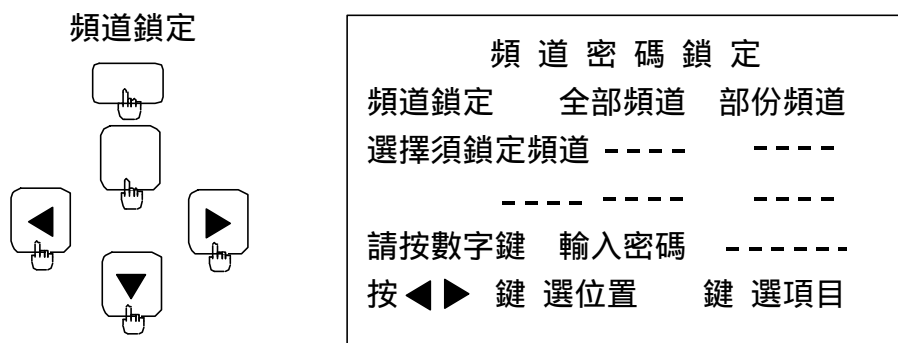 頻道鎖定
頻道密碼鎖定
頻道鎖定 全部頻道 部份頻道
選擇須鎖定頻道 ---- ----
---- ---- ----
請按數字鍵 輸入密碼 ------
按◀▶ 鍵 選位置 鍵 選項目